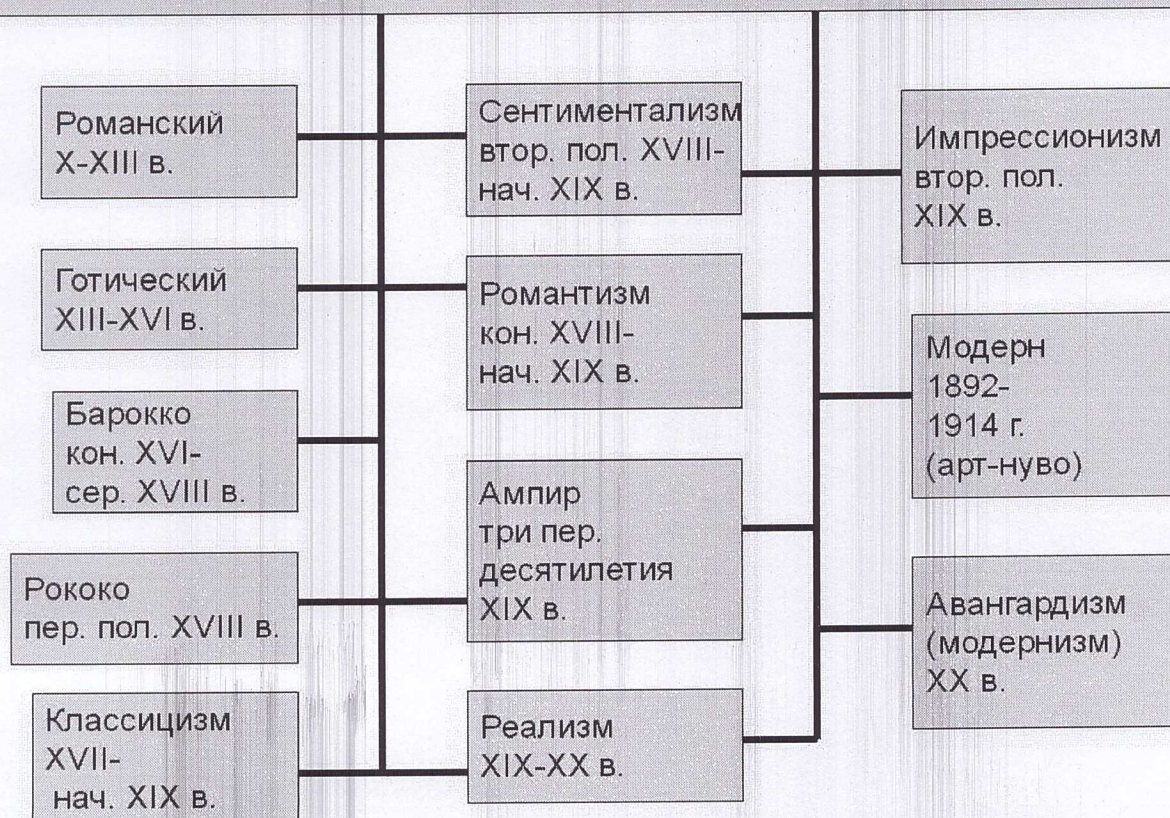 Романский
X-XIII в.
Готический
XIII-XVI в.
Барокко
кон. XVI-
сер. XVIII в.
Рококо
пер. пол. XVIII в.
Классицизм
XVII-
нач. XIX в.
Сентиментализм
втор. пол. XVIII-
нач. XIX в.
Романтизм
кон. XVIII-
нач. XIX в.
Ампир
три пер.
десятилетия
XIX в.
Реализм
XIX-XX в.
Импрессионизм
втор. пол.
XIX в.
Модерн
1892-
1914 г.
(арт-нуво)
Авангардизм
(модернизм)
XX в.